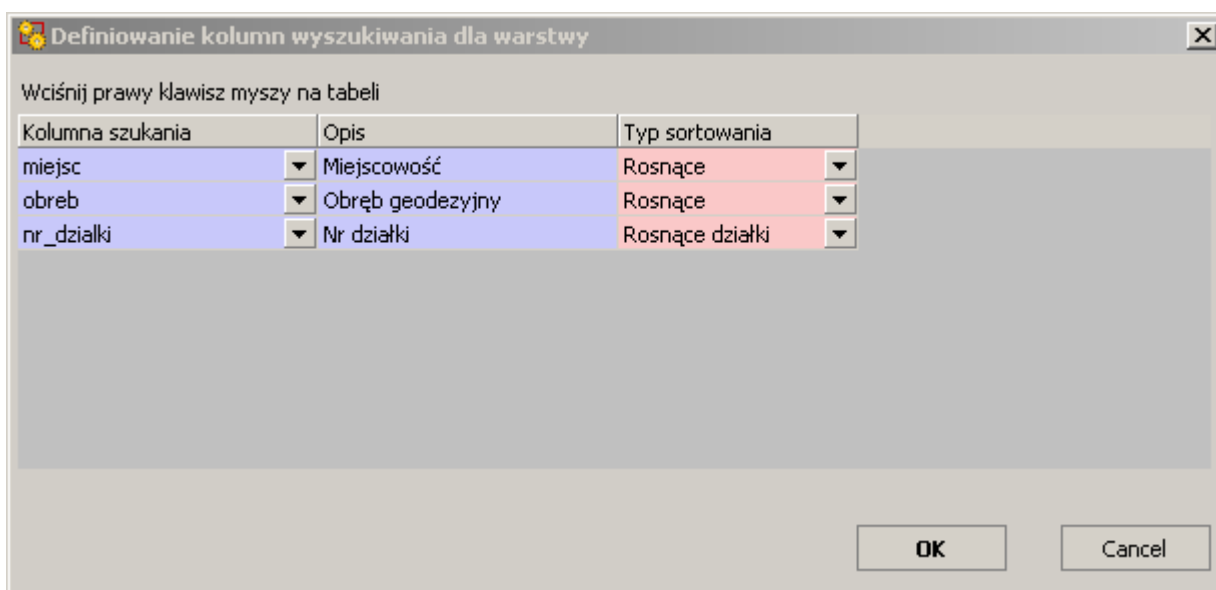 Definiowanie kolumn wyszukiwania dla warstwy
Wciśnij prawy klawisz myszy na tabeli
Kolumna szukania Opis Typ sortowania
miejsc Miejscowość Rosnące
obreb Obręb geodezyjny Rosnące
nr_dzialki Nr działki Rosnące działki
OK Cancel